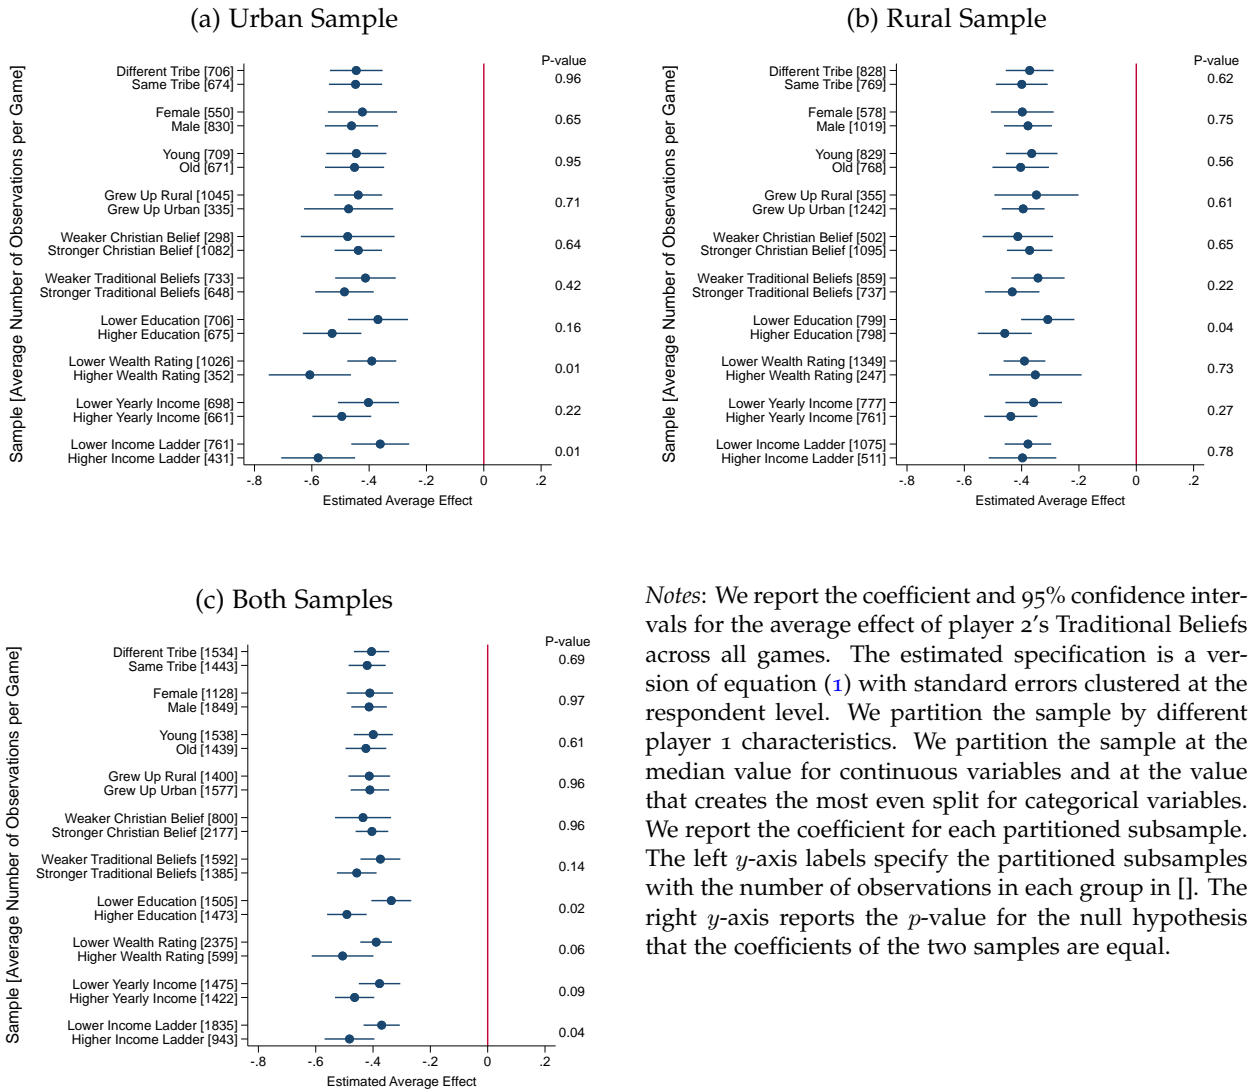 (a) Urban Sample
P-value
Sample [Average Number of Observations per Game]
Different Tribe [706]
Same Tribe [674]
0.96
Female [550]
Male [830]
0.65
Young [709]
Old [671]
0.95
Grew Up Rural [1045]
Grew Up Urban [335]
0.71
Weaker Christian Belief [298]
Stronger Christian Belief [1082]
0.64
Weaker Traditional Beliefs [733]
Stronger Traditional Beliefs [648]
0.42
Lower Education [706]
Higher Education [675]
0.16
Lower Wealth Rating [1026]
Higher Wealth Rating [352]
0.01
Lower Yearly Income [698]
Higher Yearly Income [661]
0.22
Lower Income Ladder [761]
Higher Income Ladder [431]
0.01
-.8 -.6 -.4 -.2 0 .2
Estimated Average Effect
(b) Rural Sample
P-value
Sample [Average Number of Observations per Game]
Different Tribe [828]
Same Tribe [769]
0.62
Female [578]
Male [1019]
0.75
Young [829]
Old [768]
0.56
Grew Up Rural [355]
Grew Up Urban [1242]
0.61
Weaker Christian Belief [502]
Stronger Christian Belief [1095]
0.65
Weaker Traditional Beliefs [859]
Stronger Traditional Beliefs [737]
0.22
Lower Education [799]
Higher Education [798]
0.04
Lower Wealth Rating [1349]
Higher Wealth Rating [247]
0.73
Lower Yearly Income [777]
Higher Yearly Income [761]
0.27
Lower Income Ladder [1075]
Higher Income Ladder [511]
0.78
-.8 -.6 -.4 -.2 0 .2
Estimated Average Effect
(c) Both Samples
P-value
Sample [Average Number of Observations per Game]
Different Tribe [1534]
Same Tribe [1443]
0.69
Female [1128]
Male [1849]
0.97
Young [1538]
Old [1439]
0.61
Grew Up Rural [1400]
Grew Up Urban [1577]
0.96
Weaker Christian Belief [800]
Stronger Christian Belief [2177]
0.96
Weaker Traditional Beliefs [1592]
Stronger Traditional Beliefs [1385]
0.14
Lower Education [1505]
Higher Education [1473]
0.02
Lower Wealth Rating [2375]
Higher Wealth Rating [599]
0.06
Lower Yearly Income [1475]
Higher Yearly Income [1422]
0.09
Lower Income Ladder [1835]
Higher Income Ladder [943]
0.04
-.8 -.6 -.4 -.2 0 .2
Estimated Average Effect
Notes: We report the coefficient and 95% confidence inter-
vals for the average effect of player 2's Traditional Beliefs
across all games. The estimated specification is a ver-
sion of equation (1) with standard errors clustered at the
respondent level. We partition the sample by different
player 1 characteristics. We partition the sample at the
median value for continuous variables and at the value
that creates the most even split for categorical variables.
We report the coefficient for each partitioned subsample.
The left y-axis labels specify the partitioned subsamples
with the number of observations in each group in []. The
right y-axis reports the p-value for the null hypothesis
that the coefficients of the two samples are equal.